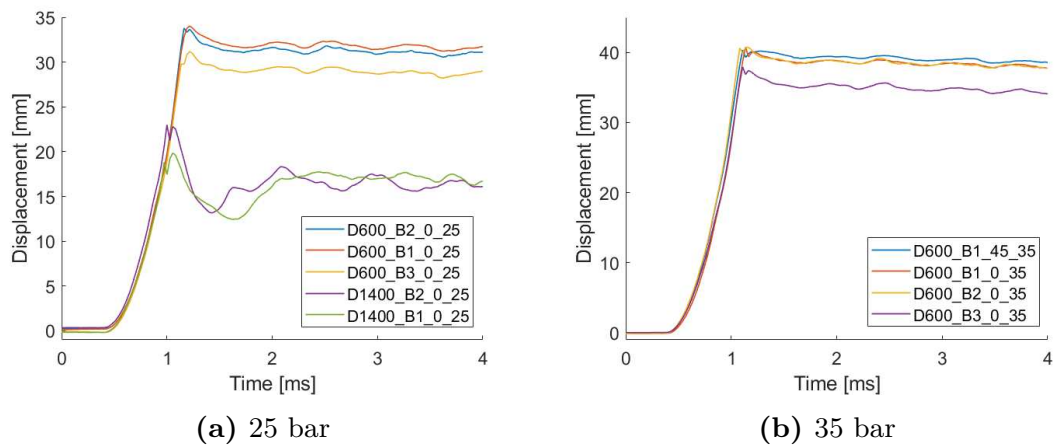 35
30
25
20
15
10
5
0
Displacement [mm]
0 1 2 3 4
Time [ms]
D600_B2_0_25
D600_B1_0_25
D600_B3_0_25
D1400_B2_0_25
D1400_B1_0_25
(a) 25 bar
40
30
20
10
0
Displacement [mm]
0 1 2 3 4
Time [ms]
D600_B1_45_35
D600_B1_0_35
D600_B2_0_35
D600_B3_0_35
(b) 35 bar